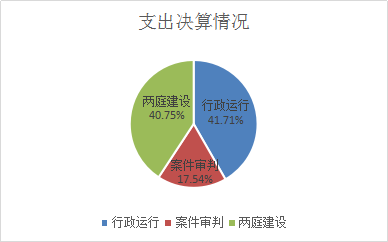 支出决算情况
行政运行
41.71%
两庭建设
40.75%
案件审判
17.54%
行政运行 案件审判 两庭建设